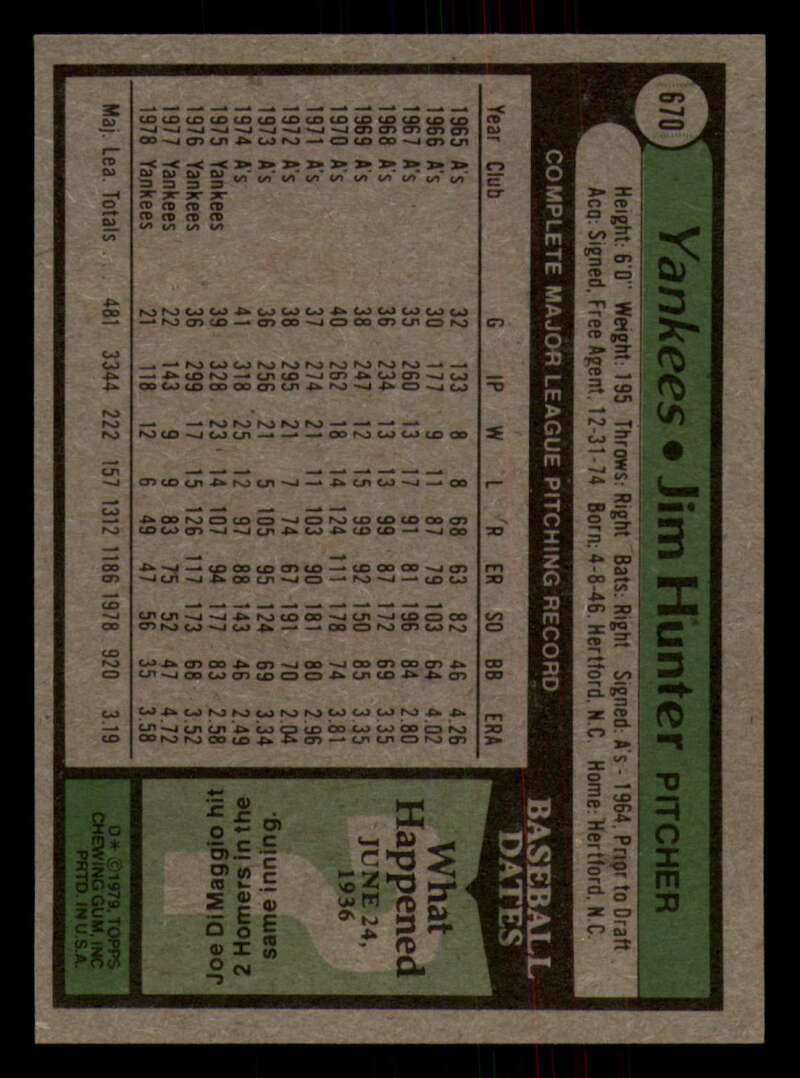 670
Yankees • Jim Hunter PITCHER
Height: 6'0" Weight: 195 Throws: Right Bats: Right Signed: A's - 1964, Prior to Draft
Acq: Signed, Free Agent, 12-31-74 Born: 4-8-46, Hertford, N.C. Home: Hertford, N.C.
COMPLETE MAJOR LEAGUE PITCHING RECORD
Year Club G IP W L R ER SO BB ERA
1965 A's 32 133 8 8 68 63 82 46 4.26
1966 A's 30 177 9 11 87 79 103 64 4.02
1967 A's 35 260 13 17 91 81 196 84 2.80
1968 A's 36 234 13 13 99 87 172 69 3.35
1969 A's 38 247 12 15 99 92 150 85 3.35
1970 A's 40 262 18 14 124 111 178 74 3.81
1971 A's 37 274 21 11 103 90 181 80 2.96
1972 A's 38 295 21 7 74 67 191 70 2.04
1973 A's 36 256 21 5 105 95 124 69 3.34
1974 A's 41 318 25 12 97 88 143 46 2.49
1975 Yankees 39 328 23 14 107 94 177 83 2.58
1976 Yankees 36 299 17 15 126 117 173 68 3.52
1977 Yankees 22 143 9 9 83 75 52 47 4.72
1978 Yankees 21 118 12 6 49 47 56 35 3.58
Maj. Lea. Totals . . . 481 3344 222 157 1312 1186 1978 920 3.19
BASEBALL
DATES
What
Happened
JUNE 24,
1936
Joe DiMaggio hit
2 Homers in the
same inning.
D * © 1979, TOPPS
CHEWING GUM, INC
PRTD. IN U.S.A.